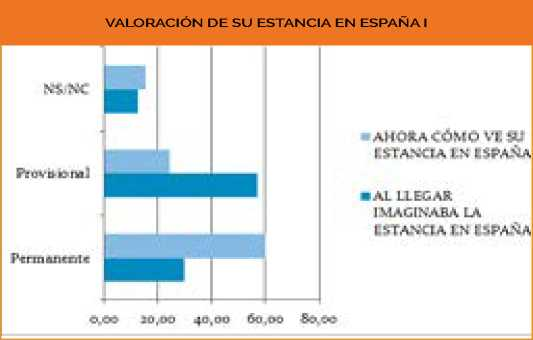 VALORACIÓN DE SU ESTANCIA EN ESPAÑA I
NS/NC
AHORA CÓMO VE SU
ESTANCIA EN ESPAÑA
Provisional
AL LLEGAR
IMAGINABA LA
ESTANCIA EN ESPAÑA
Permanente
0,00 20,00 40,00 60,00 80,00